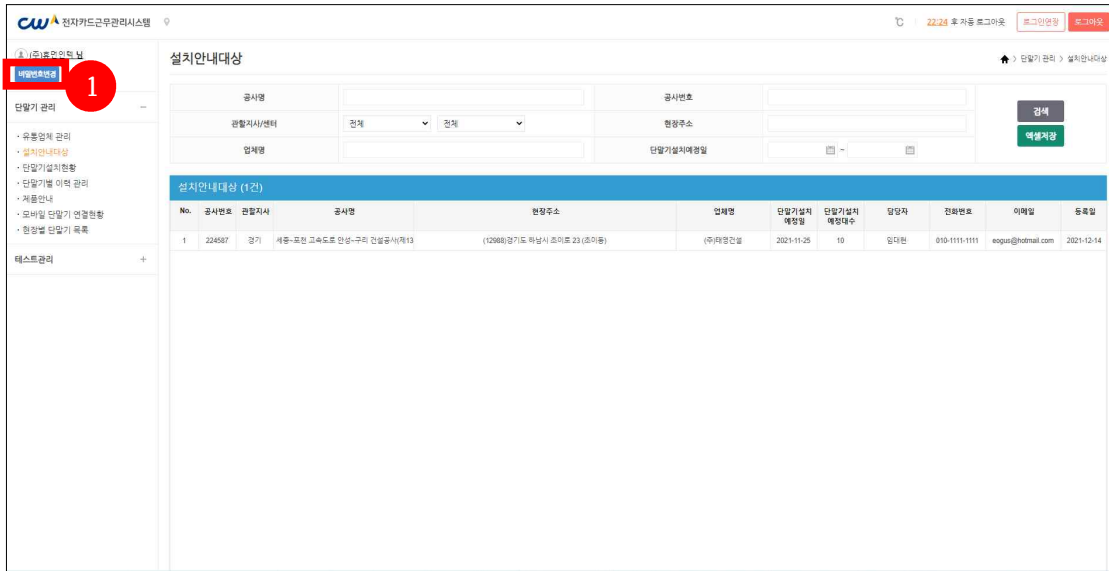 CWA 전자카드근무관리시스템
℃ 22:24 후 자동 로그아웃 로그인연장 로그아웃
(주)휴먼인텍 님
비밀번호변경
1
단말기 관리 −
· 유통업체 관리
· 설치안내대상
· 단말기설치현황
· 단말기별 이력 관리
· 제품안내
· 모바일 단말기 연결현황
· 현장별 단말기 목록
테스트관리 +
설치안내대상
> 단말기 관리 > 설치안내대상
공사명 공사번호
관할지사/센터 전체 전체 현장주소
업체명 단말기설치예정일 ~
검색
엑셀저장
설치안내대상 (1건)
No. 공사번호 관할지사 공사명 현장주소 업체명 단말기설치 예정일 단말기설치 예정대수 담당자 전화번호 이메일 등록일
1 224587 경기 세종~포천 고속도로 안성~구리 건설공사(제13 (12988)경기도 하남시 초이로 23 (초이동) (주)태영건설 2021-11-25 10 임대현 010-1111-1111 eogus@hotmail.com 2021-12-14